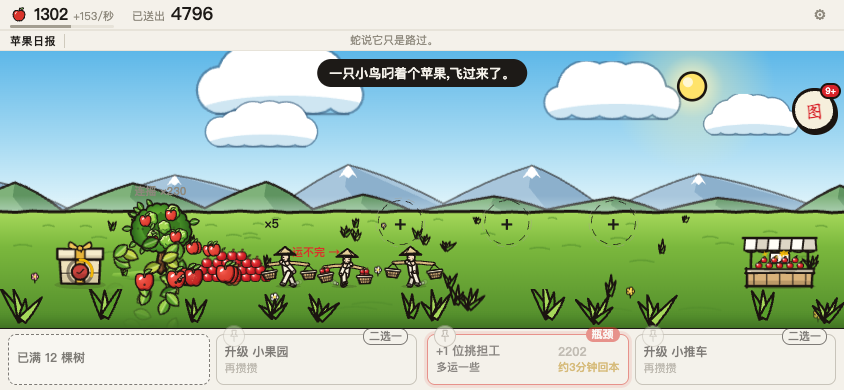 1302 +153/秒 已送出 4796
苹果日报 蛇说它只是路过。
一只小鸟叼着个苹果,飞过来了。
图 9+
×5
运不完 →
已满 12 棵树
升级 小果园 二选一
再攒攒
瓶颈
+1 位挑担工 2202
多运一些 约3分钟回本
升级 小推车 二选一
再攒攒